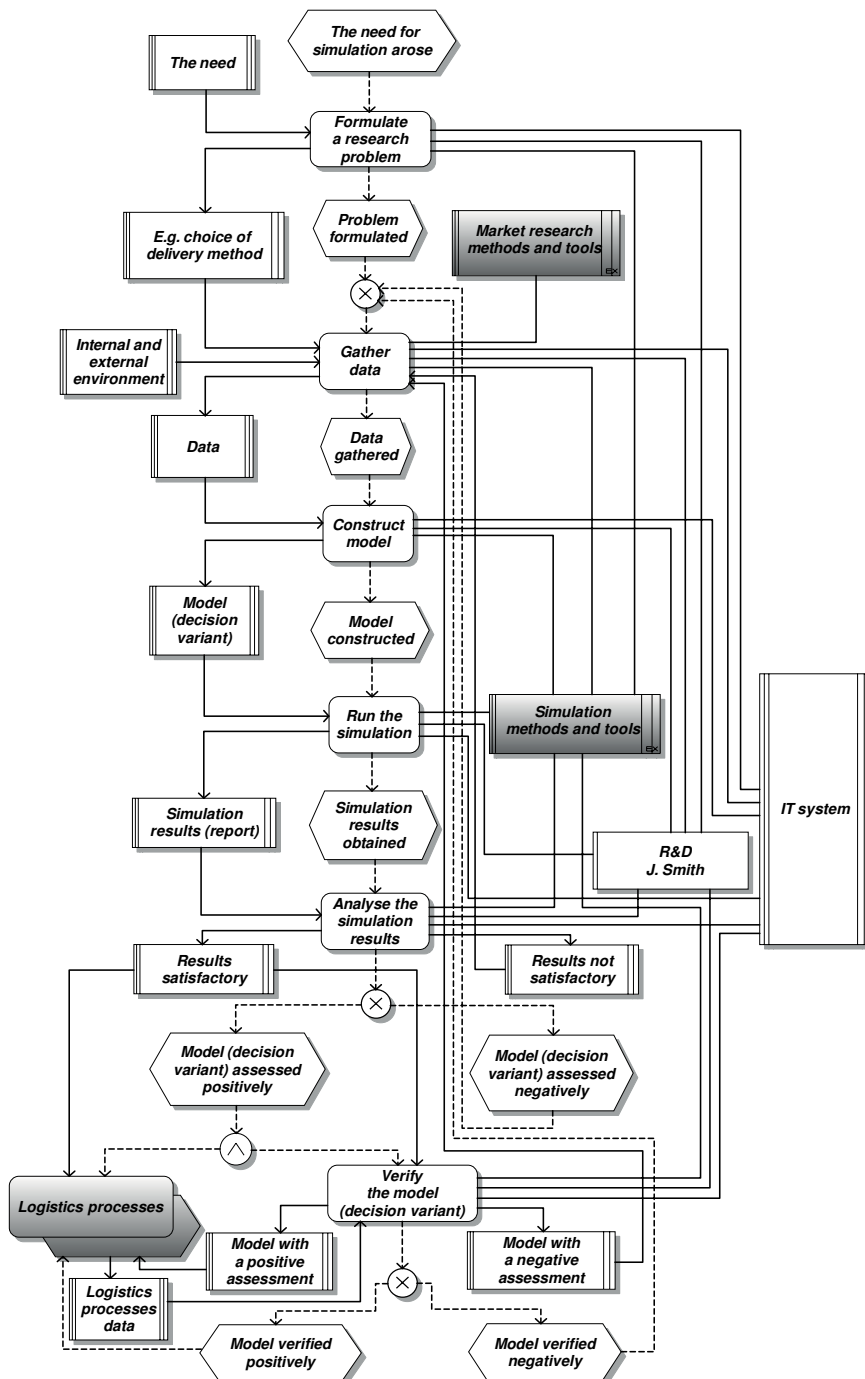 The need for
simulation arose
The need
Formulate
a research
problem
E.g. choice of
delivery method
Problem
formulated
Market research
methods and tools
EX
Internal and
external
environment
Gather
data
Data
Data
gathered
Construct
model
Model
(decision
variant)
Model
constructed
Run the
simulation
Simulation
methods and tools
EX
IT system
Simulation
results (report)
Simulation
results
obtained
R&D
J. Smith
Analyse the
simulation
results
Results
satisfactory
Results not
satisfactory
Model (decision
variant) assessed
positively
Model (decision
variant) assessed
negatively
Logistics processes
Verify
the model
(decision variant)
Model with
a positive
assessment
Model with
a negative
assessment
Logistics
processes
data
Model verified
positively
Model verified
negatively